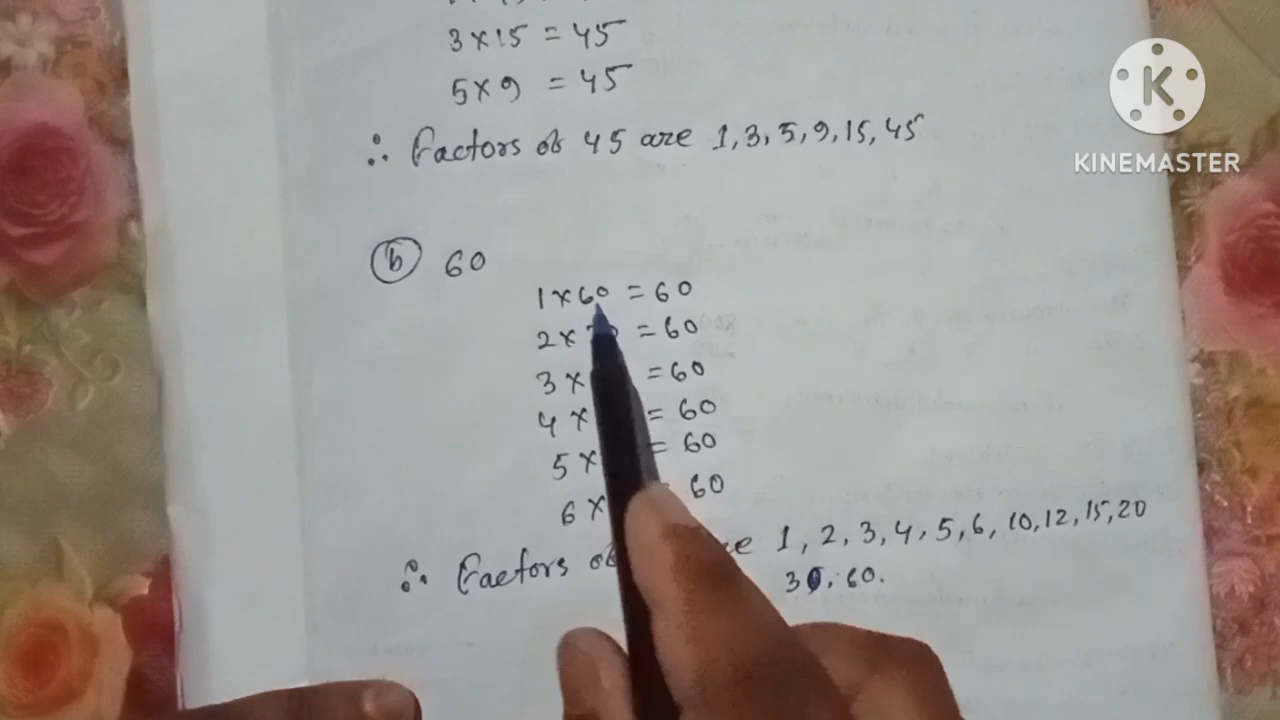 3 × 15 = 45
5 × 9 = 45
∴ Factors of 45 are 1, 3, 5, 9, 15, 45
K
KINEMASTER
(b) 60
1 × 60 = 60
2 × = 60
3 × = 60
4 × = 60
5 × = 60
6 × = 60
∴ Factors of 1, 2, 3, 4, 5, 6, 10, 12, 15, 20
30, 60.